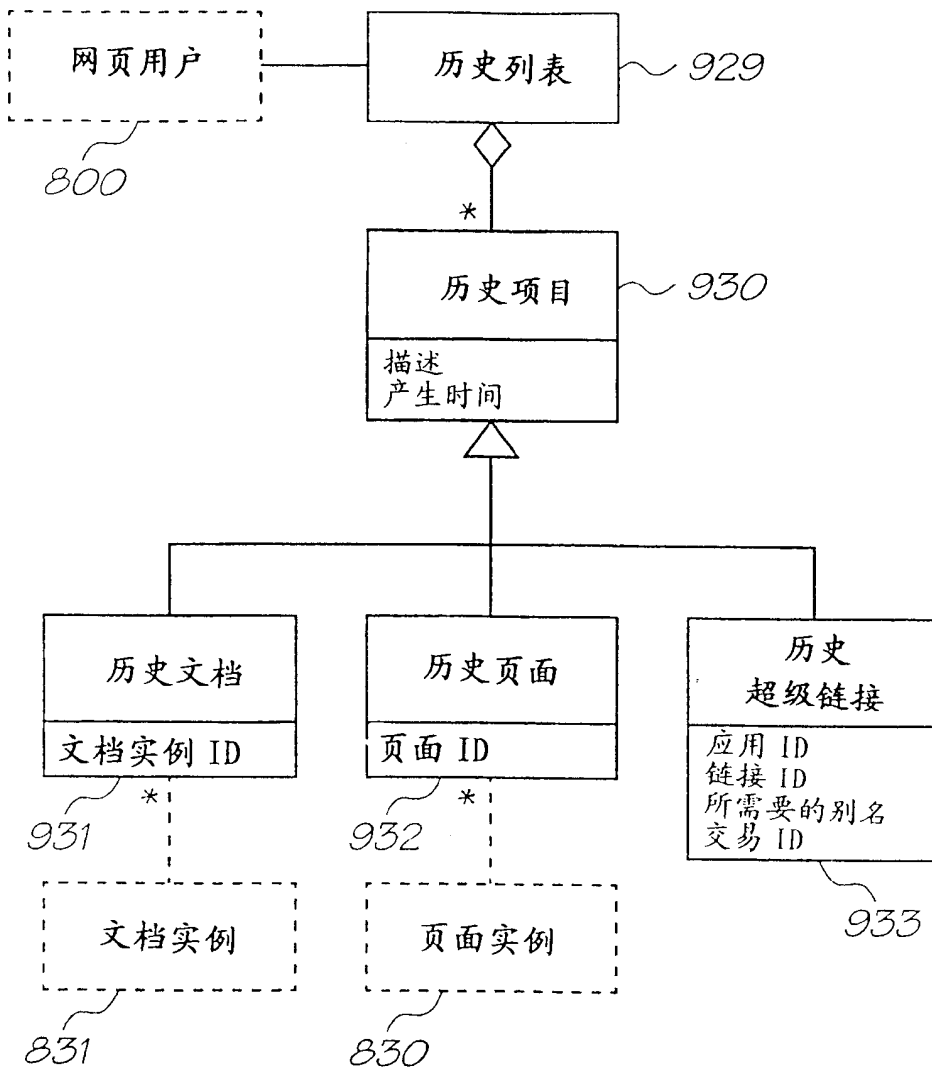 网页用户
历史列表
929
800
*
历史项目
930
描述
产生时间
历史文档
历史页面
历史
超级链接
文档实例 ID
页面 ID
应用 ID
链接 ID
所需要的别名
交易 ID
*
*
931
932
933
文档实例
页面实例
831
830